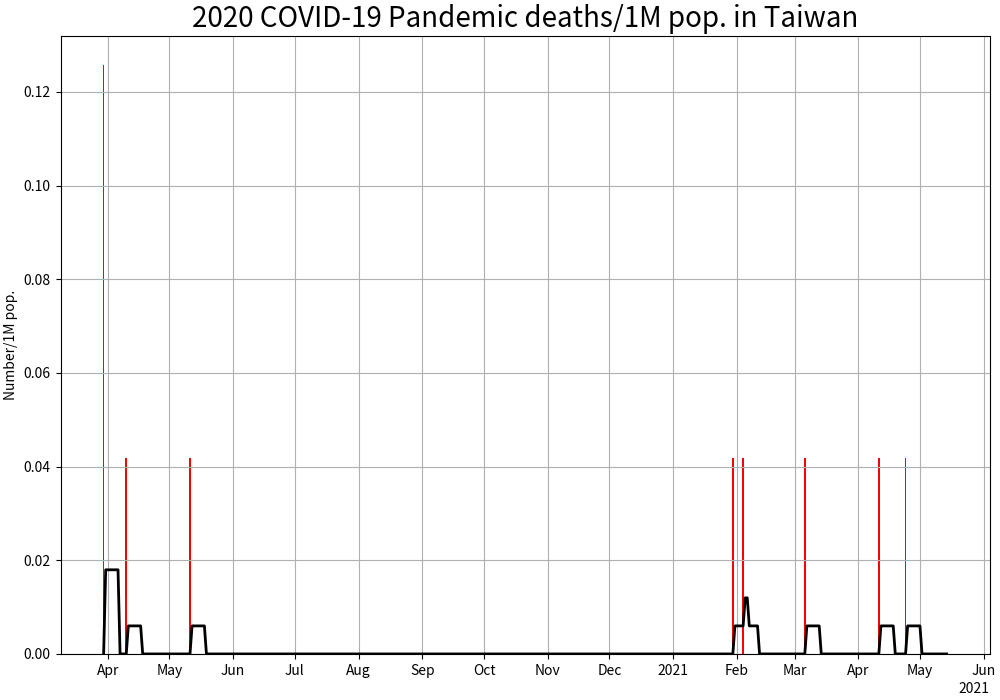 2020 COVID-19 Pandemic deaths/1M pop. in Taiwan
Number/1M pop.
0.12
0.10
0.08
0.06
0.04
0.02
0.00
Apr May Jun Jul Aug Sep Oct Nov Dec 2021 Feb Mar Apr May Jun
2021